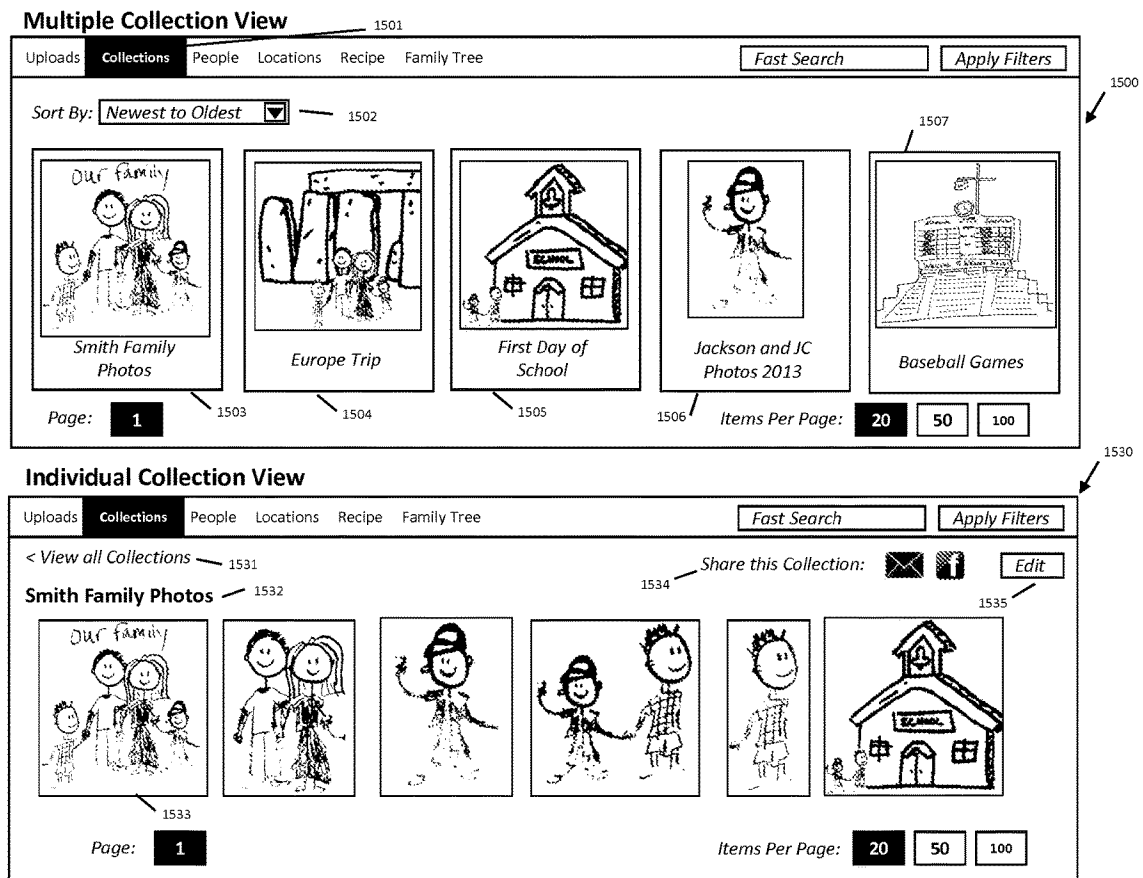 Multiple Collection View
1501
Uploads Collections People Locations Recipe Family Tree Fast Search Apply Filters
1500
Sort By: Newest to Oldest 1502
1507
our family
SCHOOL
Smith Family
Photos
Europe Trip
First Day of
School
Jackson and JC
Photos 2013
Baseball Games
1503 1504 1505 1506
Page: 1 Items Per Page: 20 50 100
1530
Individual Collection View
Uploads Collections People Locations Recipe Family Tree Fast Search Apply Filters
< View all Collections 1531 1534 Share this Collection: f Edit
Smith Family Photos 1532 1535
our family
SCHOOL
1533
Page: 1 Items Per Page: 20 50 100